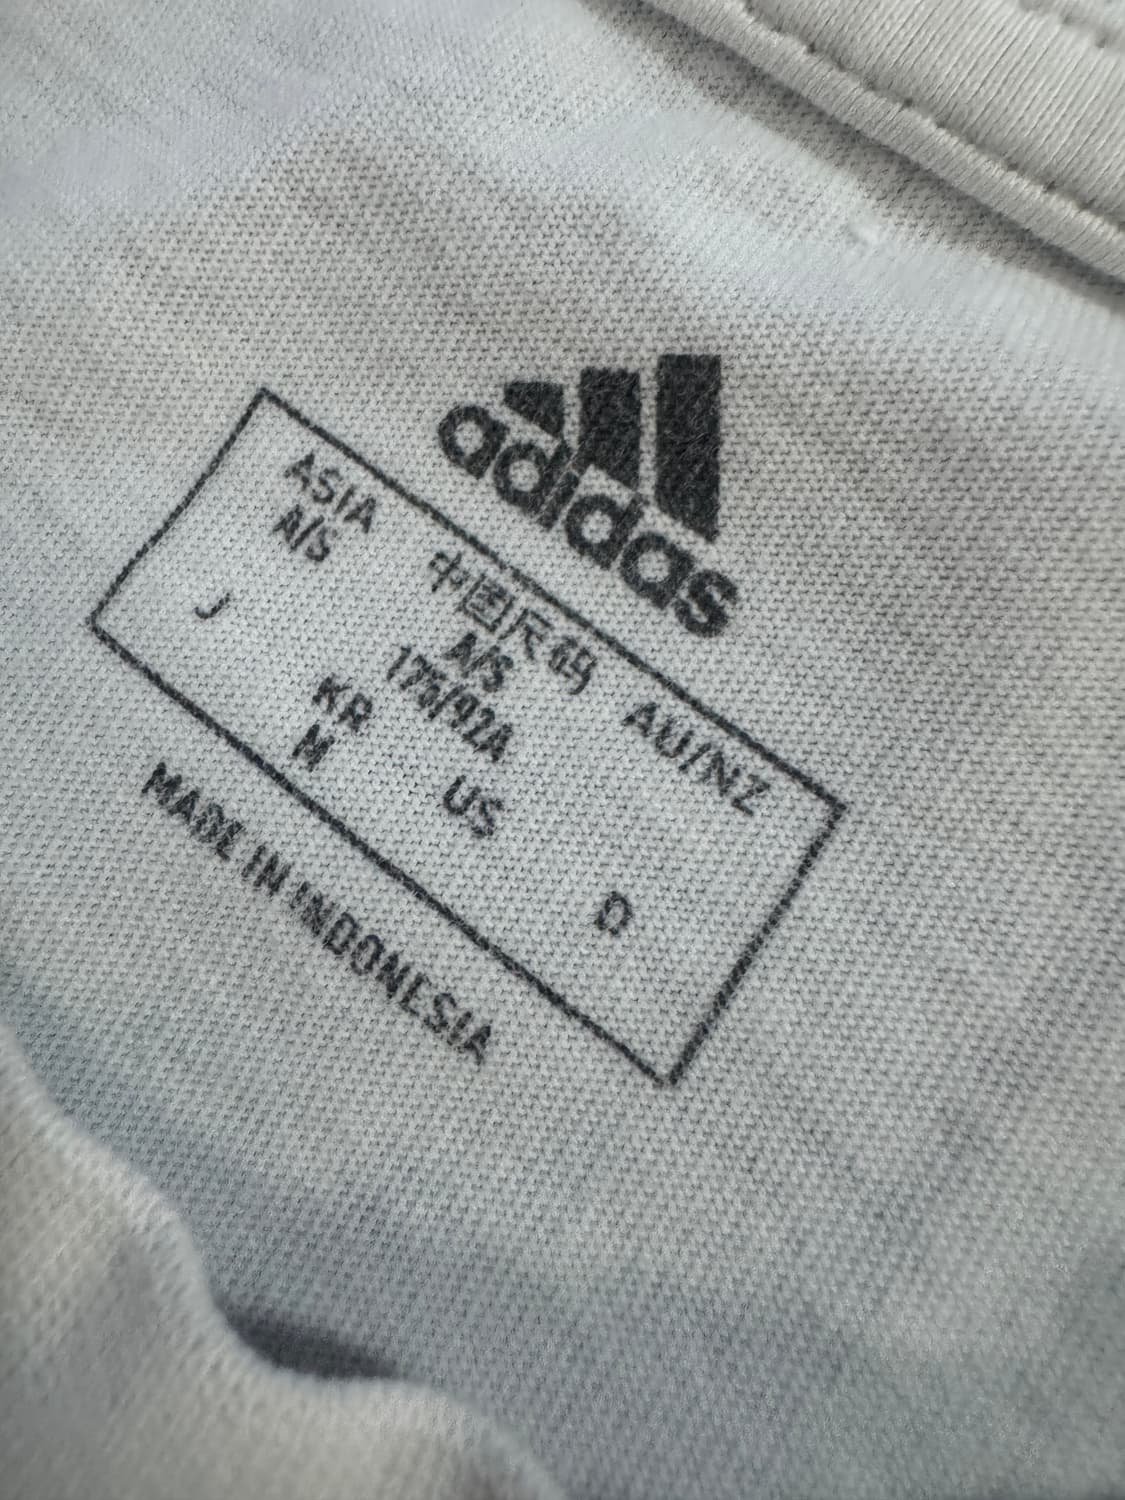 adidas
ASIA 中国尺码 AU/NZ
A/S A/S
175/92A
J KR US D
M
MADE IN INDONESIA